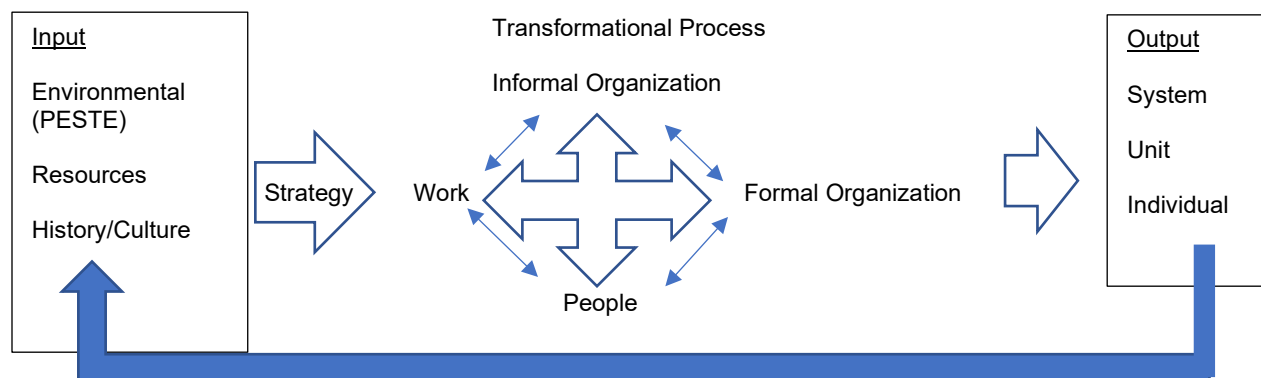 Input
Environmental
(PESTE)
Resources
History/Culture
Strategy
Transformational Process
Informal Organization
Work
Formal Organization
People
Output
System
Unit
Individual